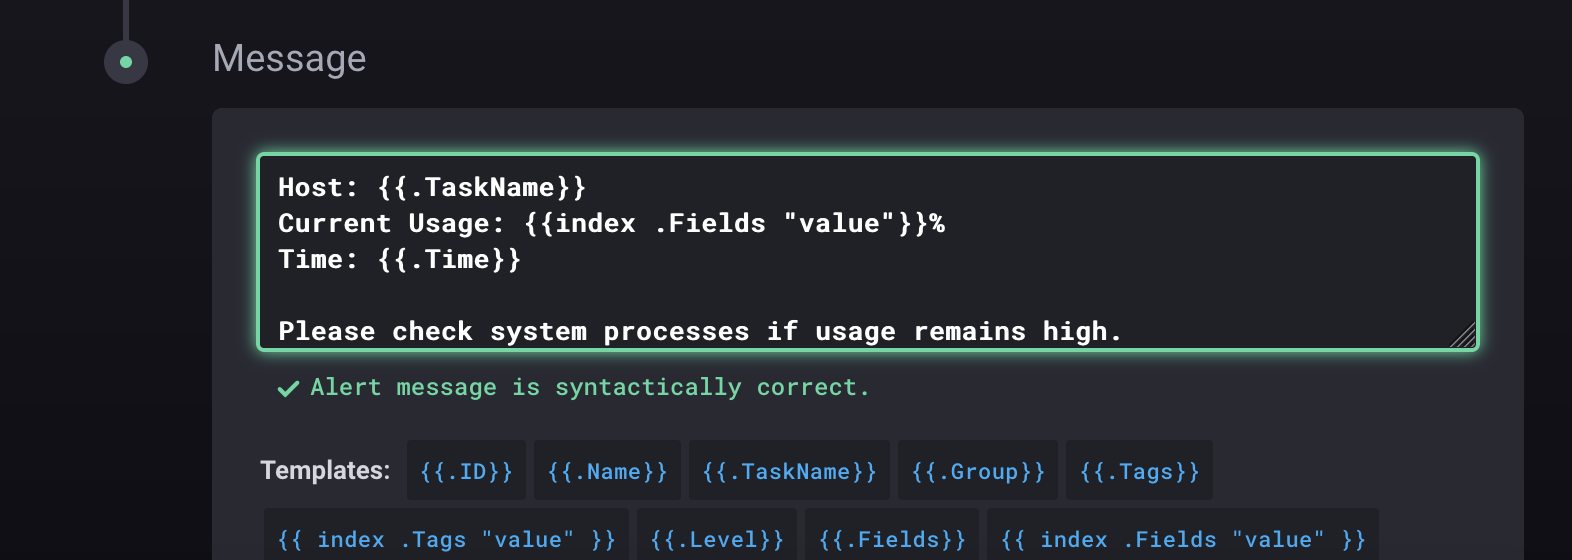 Message
Host: {{.TaskName}}
Current Usage: {{index .Fields "value"}}%
Time: {{.Time}}
Please check system processes if usage remains high.
Alert message is syntactically correct.
Templates: {{.ID}} {{.Name}} {{.TaskName}} {{.Group}} {{.Tags}}
{{ index .Tags "value" }} {{.Level}} {{.Fields}} {{ index .Fields "value" }}